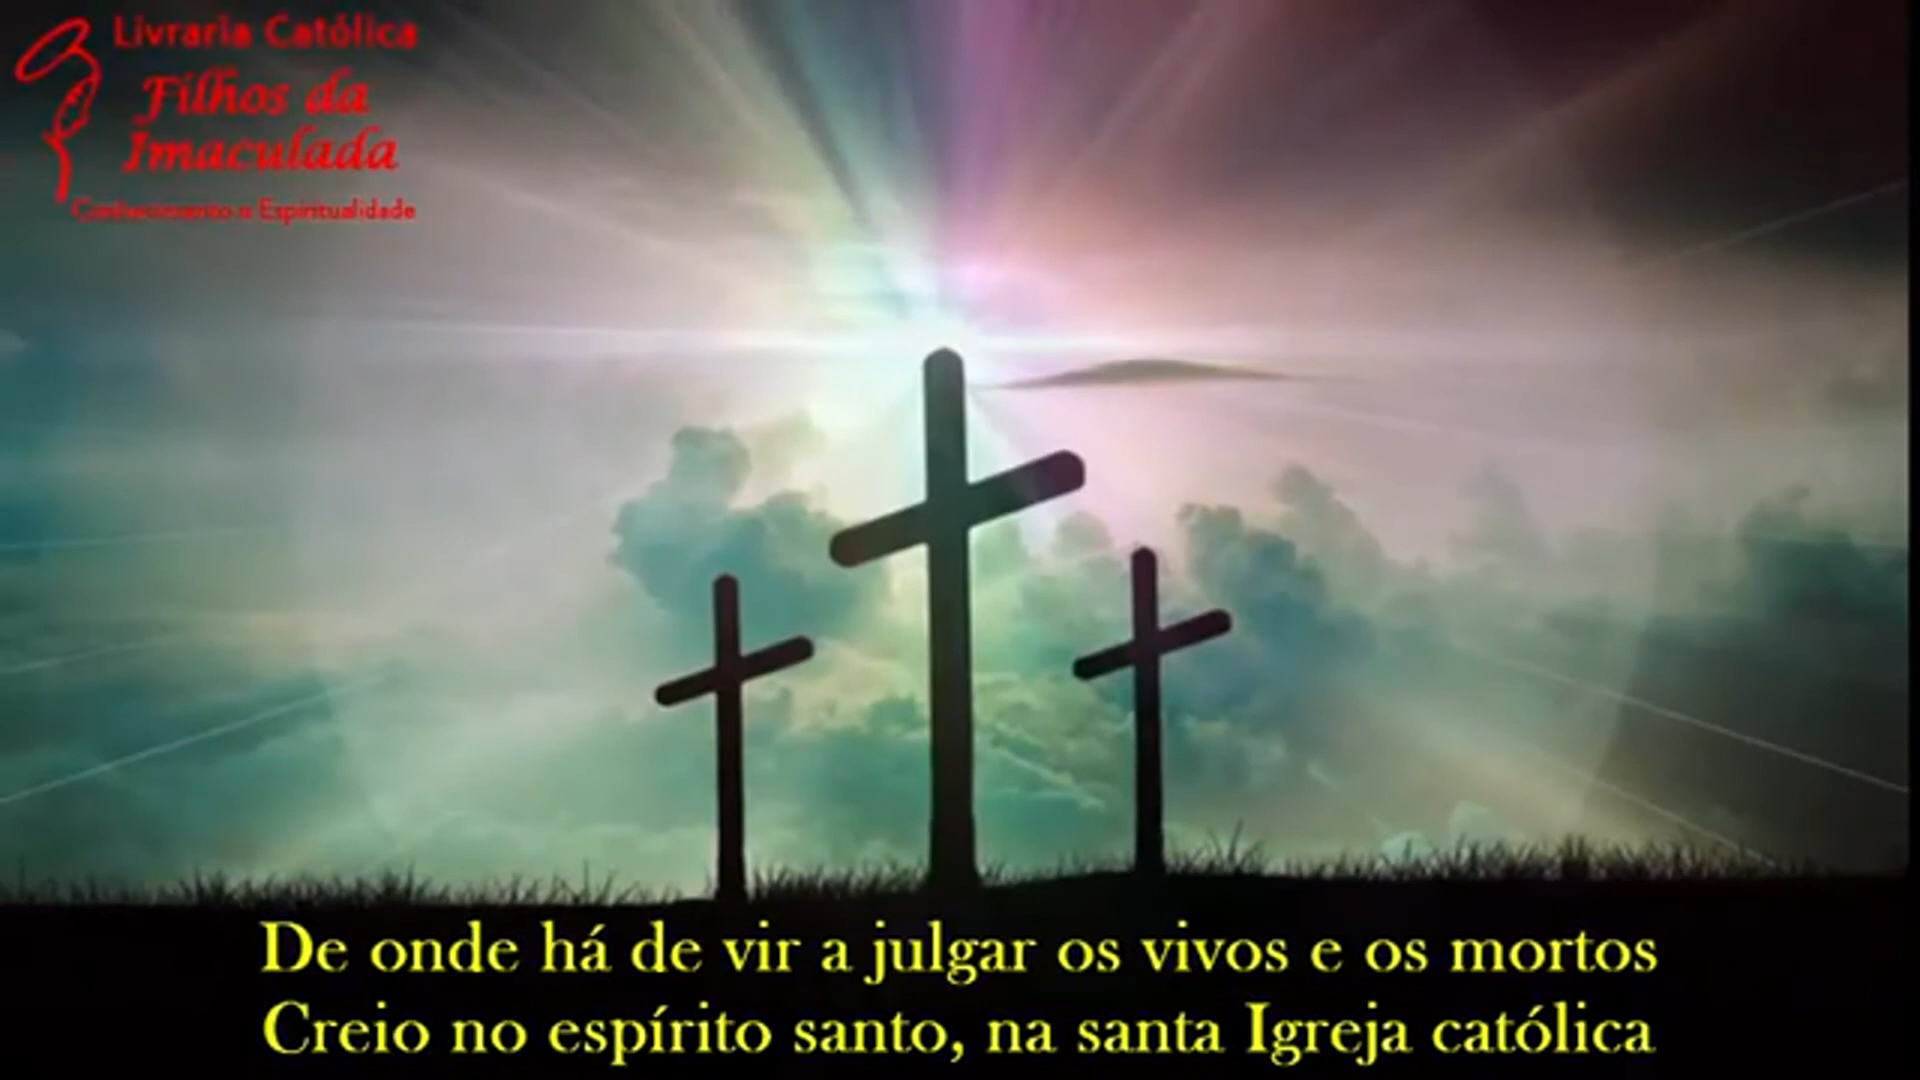 Livraria Católica
Filhos da
Imaculada
Conhecimento e Espiritualidade
De onde há de vir a julgar os vivos e os mortos
Creio no espírito santo, na santa Igreja católica